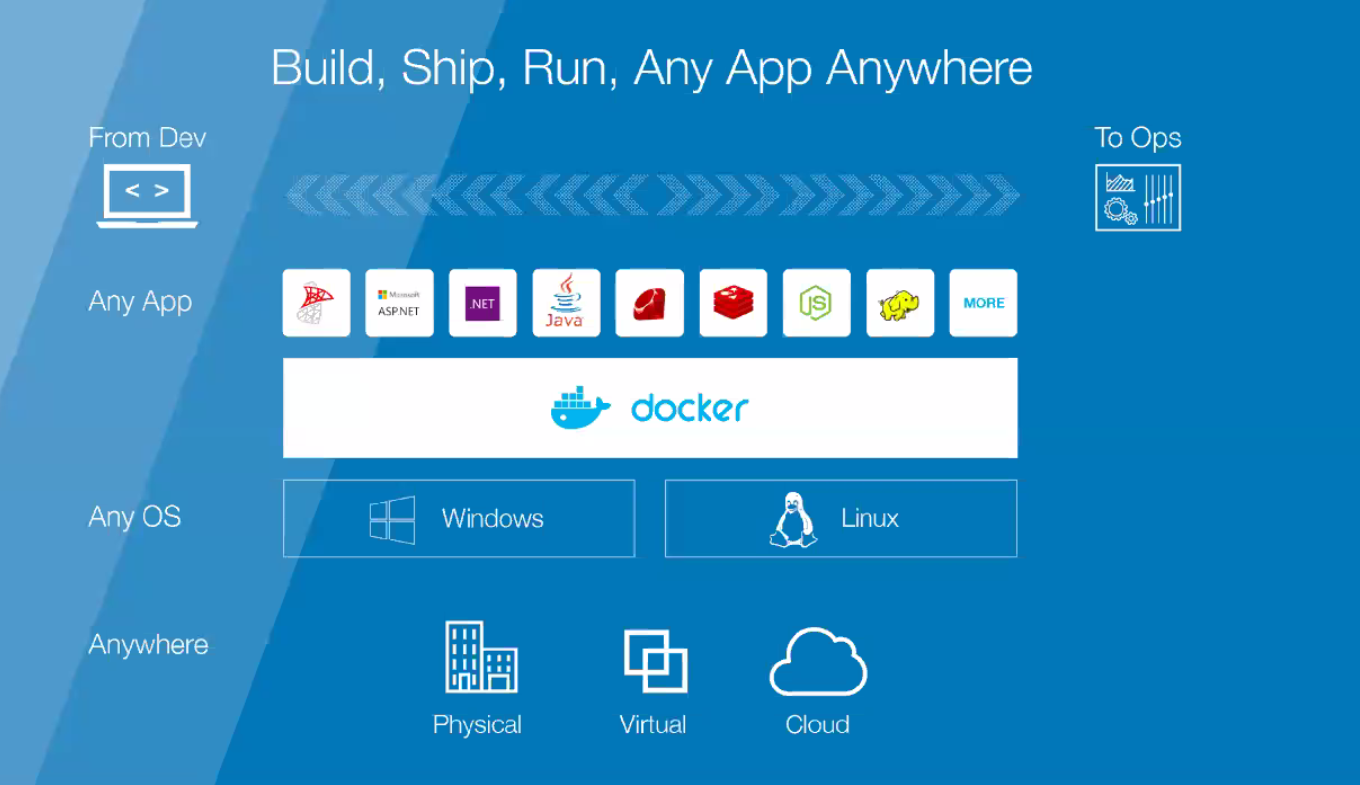 Build, Ship, Run, Any App Anywhere
From Dev
To Ops
< >
Any App
Microsoft
ASP.NET
.NET
Java
JS
MORE
docker
Any OS
Windows
Linux
Anywhere
Physical
Virtual
Cloud